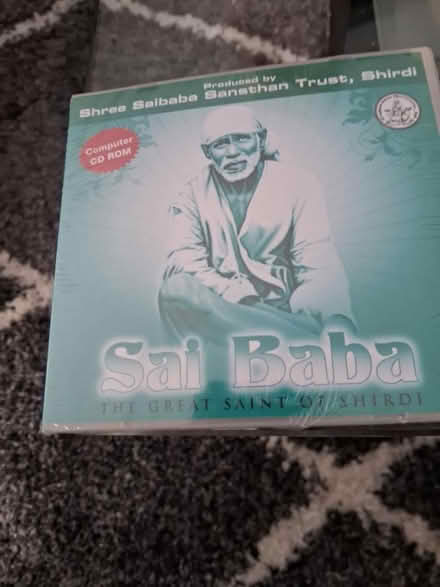 Produced by
Shree Saibaba Sansthan Trust, Shirdi
Computer
CD ROM
Sai Baba
THE GREAT SAINT OF SHIRDI